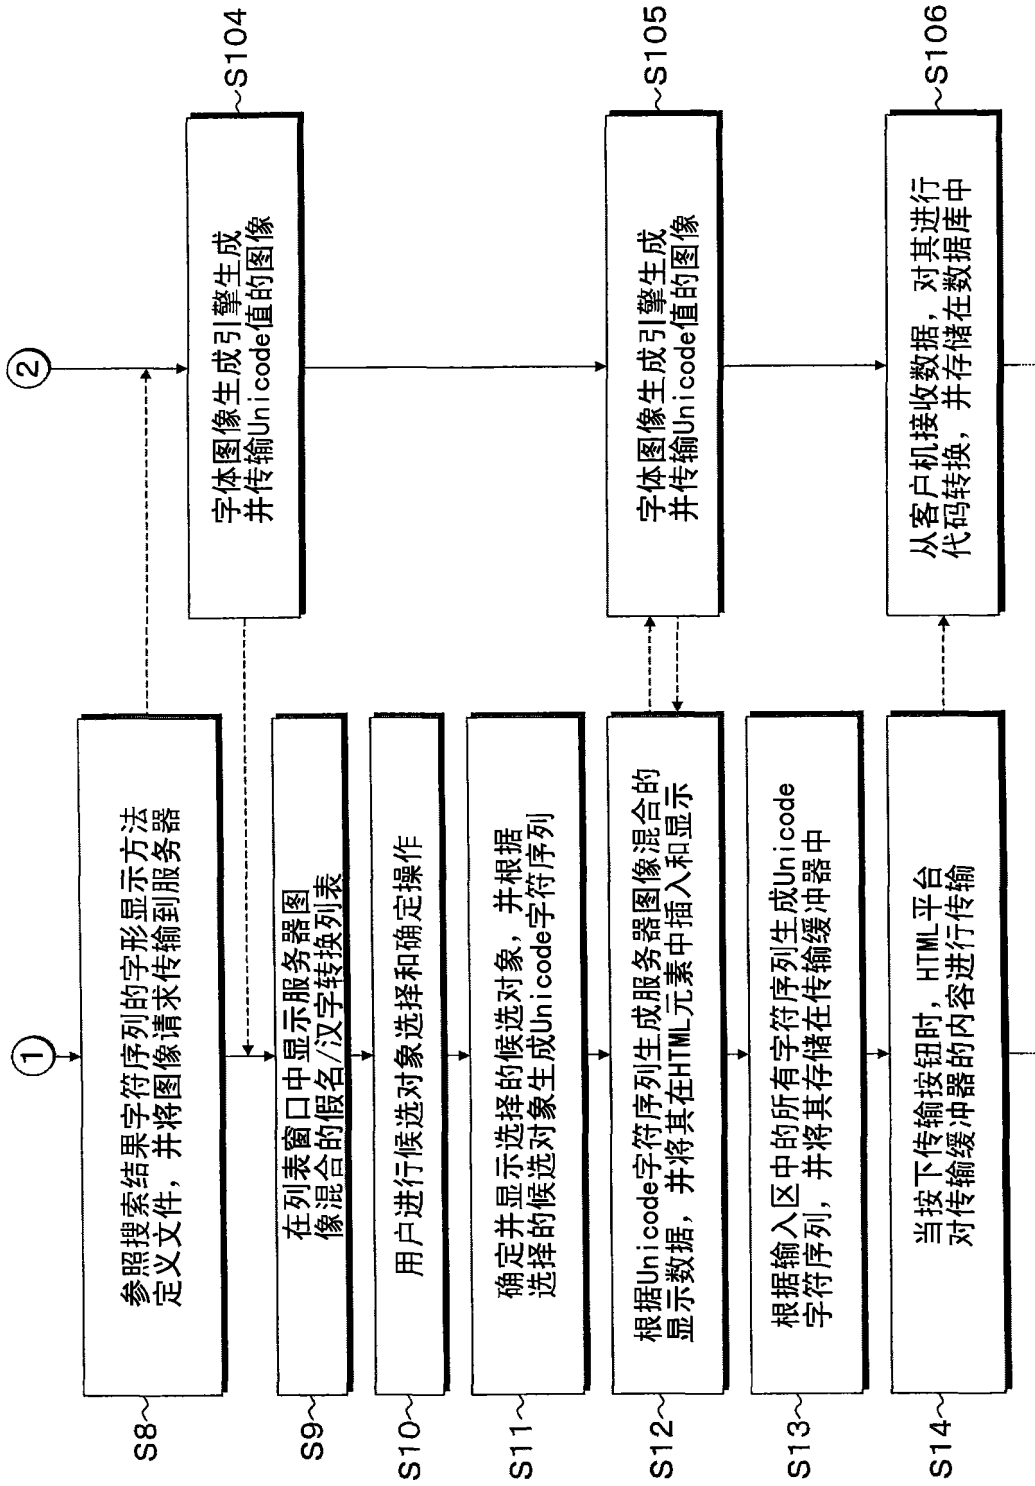 ①
②
S8
参照搜索结果字符序列的字形显示方法
定义文件，并将图像请求传输到服务器
S104
字体图像生成引擎生成
并传输Unicode值的图像
S9
在列表窗口中显示服务器图
像混合的假名/汉字转换列表
S10
用户进行候选对象选择和确定操作
S11
确定并显示选择的候选对象，并根据
选择的候选对象生成Unicode字符序列
S12
根据Unicode字符序列生成服务器图像混合的
显示数据，并将其在HTML元素中插入和显示
S105
字体图像生成引擎生成
并传输Unicode值的图像
S13
根据输入区中的所有字符序列生成Unicode
字符序列，并将其存储在传输缓冲器中
S14
当按下传输按钮时，HTML平台
对传输缓冲器的内容进行传输
S106
从客户机接收数据，对其进行
代码转换，并存储在数据库中